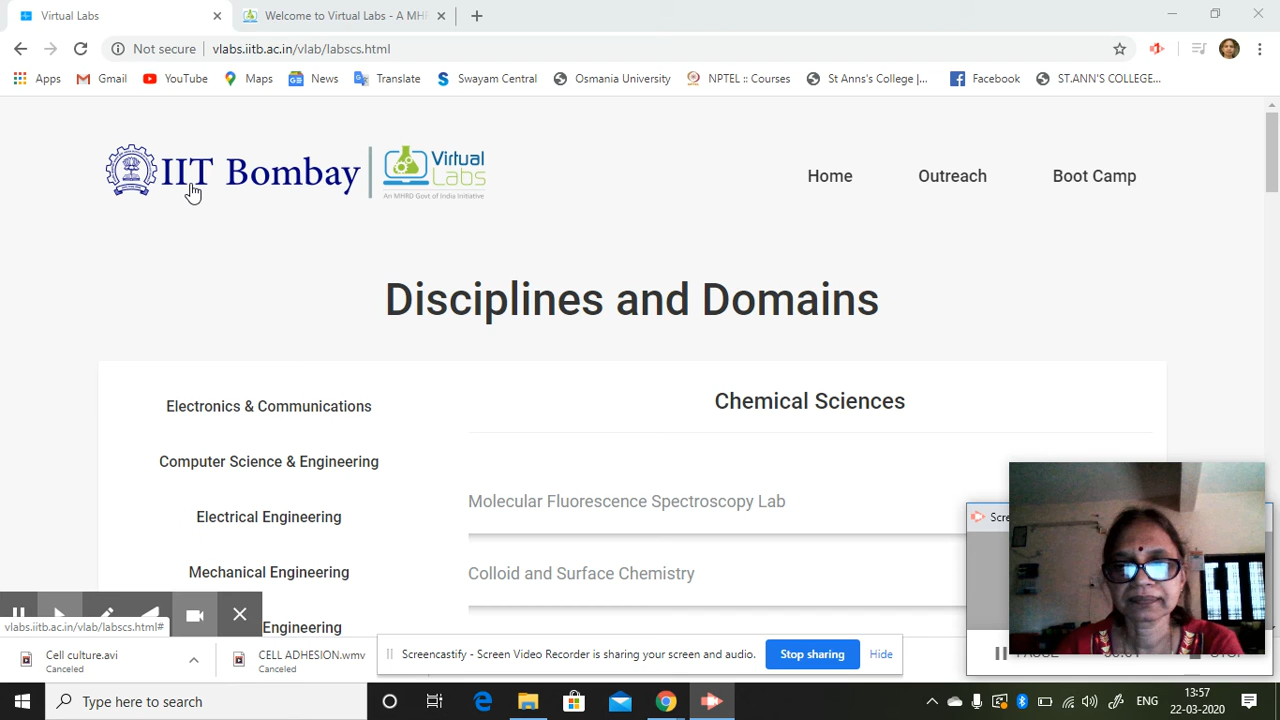 Virtual Labs
Welcome to Virtual Labs - A MHR
Not secure
vlabs.iitb.ac.in/vlab/labscs.html
Apps
Gmail
YouTube
Maps
News
Translate
Swayam Central
Osmania University
NPTEL :: Courses
St Anns's College |...
Facebook
ST.ANN'S COLLEGE...
IIT Bombay
Virtual
Labs
An MHRD Govt of India Initiative
Home
Outreach
Boot Camp
Disciplines and Domains
Electronics & Communications
Computer Science & Engineering
Electrical Engineering
Mechanical Engineering
Engineering
Chemical Sciences
Molecular Fluorescence Spectroscopy Lab
Colloid and Surface Chemistry
Scre
vlabs.iitb.ac.in/vlab/labscs.html#
Cell culture.avi
Canceled
CELL ADHESION.wmv
Canceled
Screencastify - Screen Video Recorder is sharing your screen and audio.
Stop sharing
Hide
Type here to search
ENG
13:57
22-03-2020